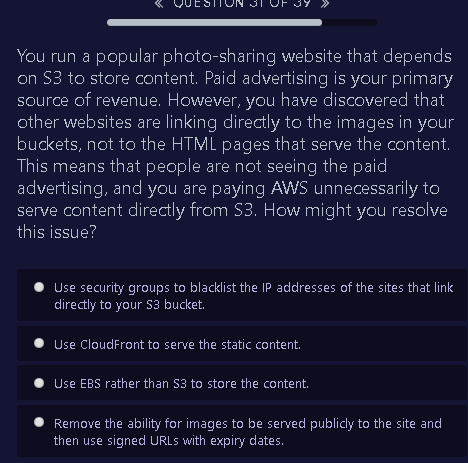 « QUESTION 31 OF 39 »
You run a popular photo-sharing website that depends
on S3 to store content. Paid advertising is your primary
source of revenue. However, you have discovered that
other websites are linking directly to the images in your
buckets, not to the HTML pages that serve the content.
This means that people are not seeing the paid
advertising, and you are paying AWS unnecessarily to
serve content directly from S3. How might you resolve
this issue?
Use security groups to blacklist the IP addresses of the sites that link
directly to your S3 bucket.
Use CloudFront to serve the static content.
Use EBS rather than S3 to store the content.
Remove the ability for images to be served publicly to the site and
then use signed URLs with expiry dates.